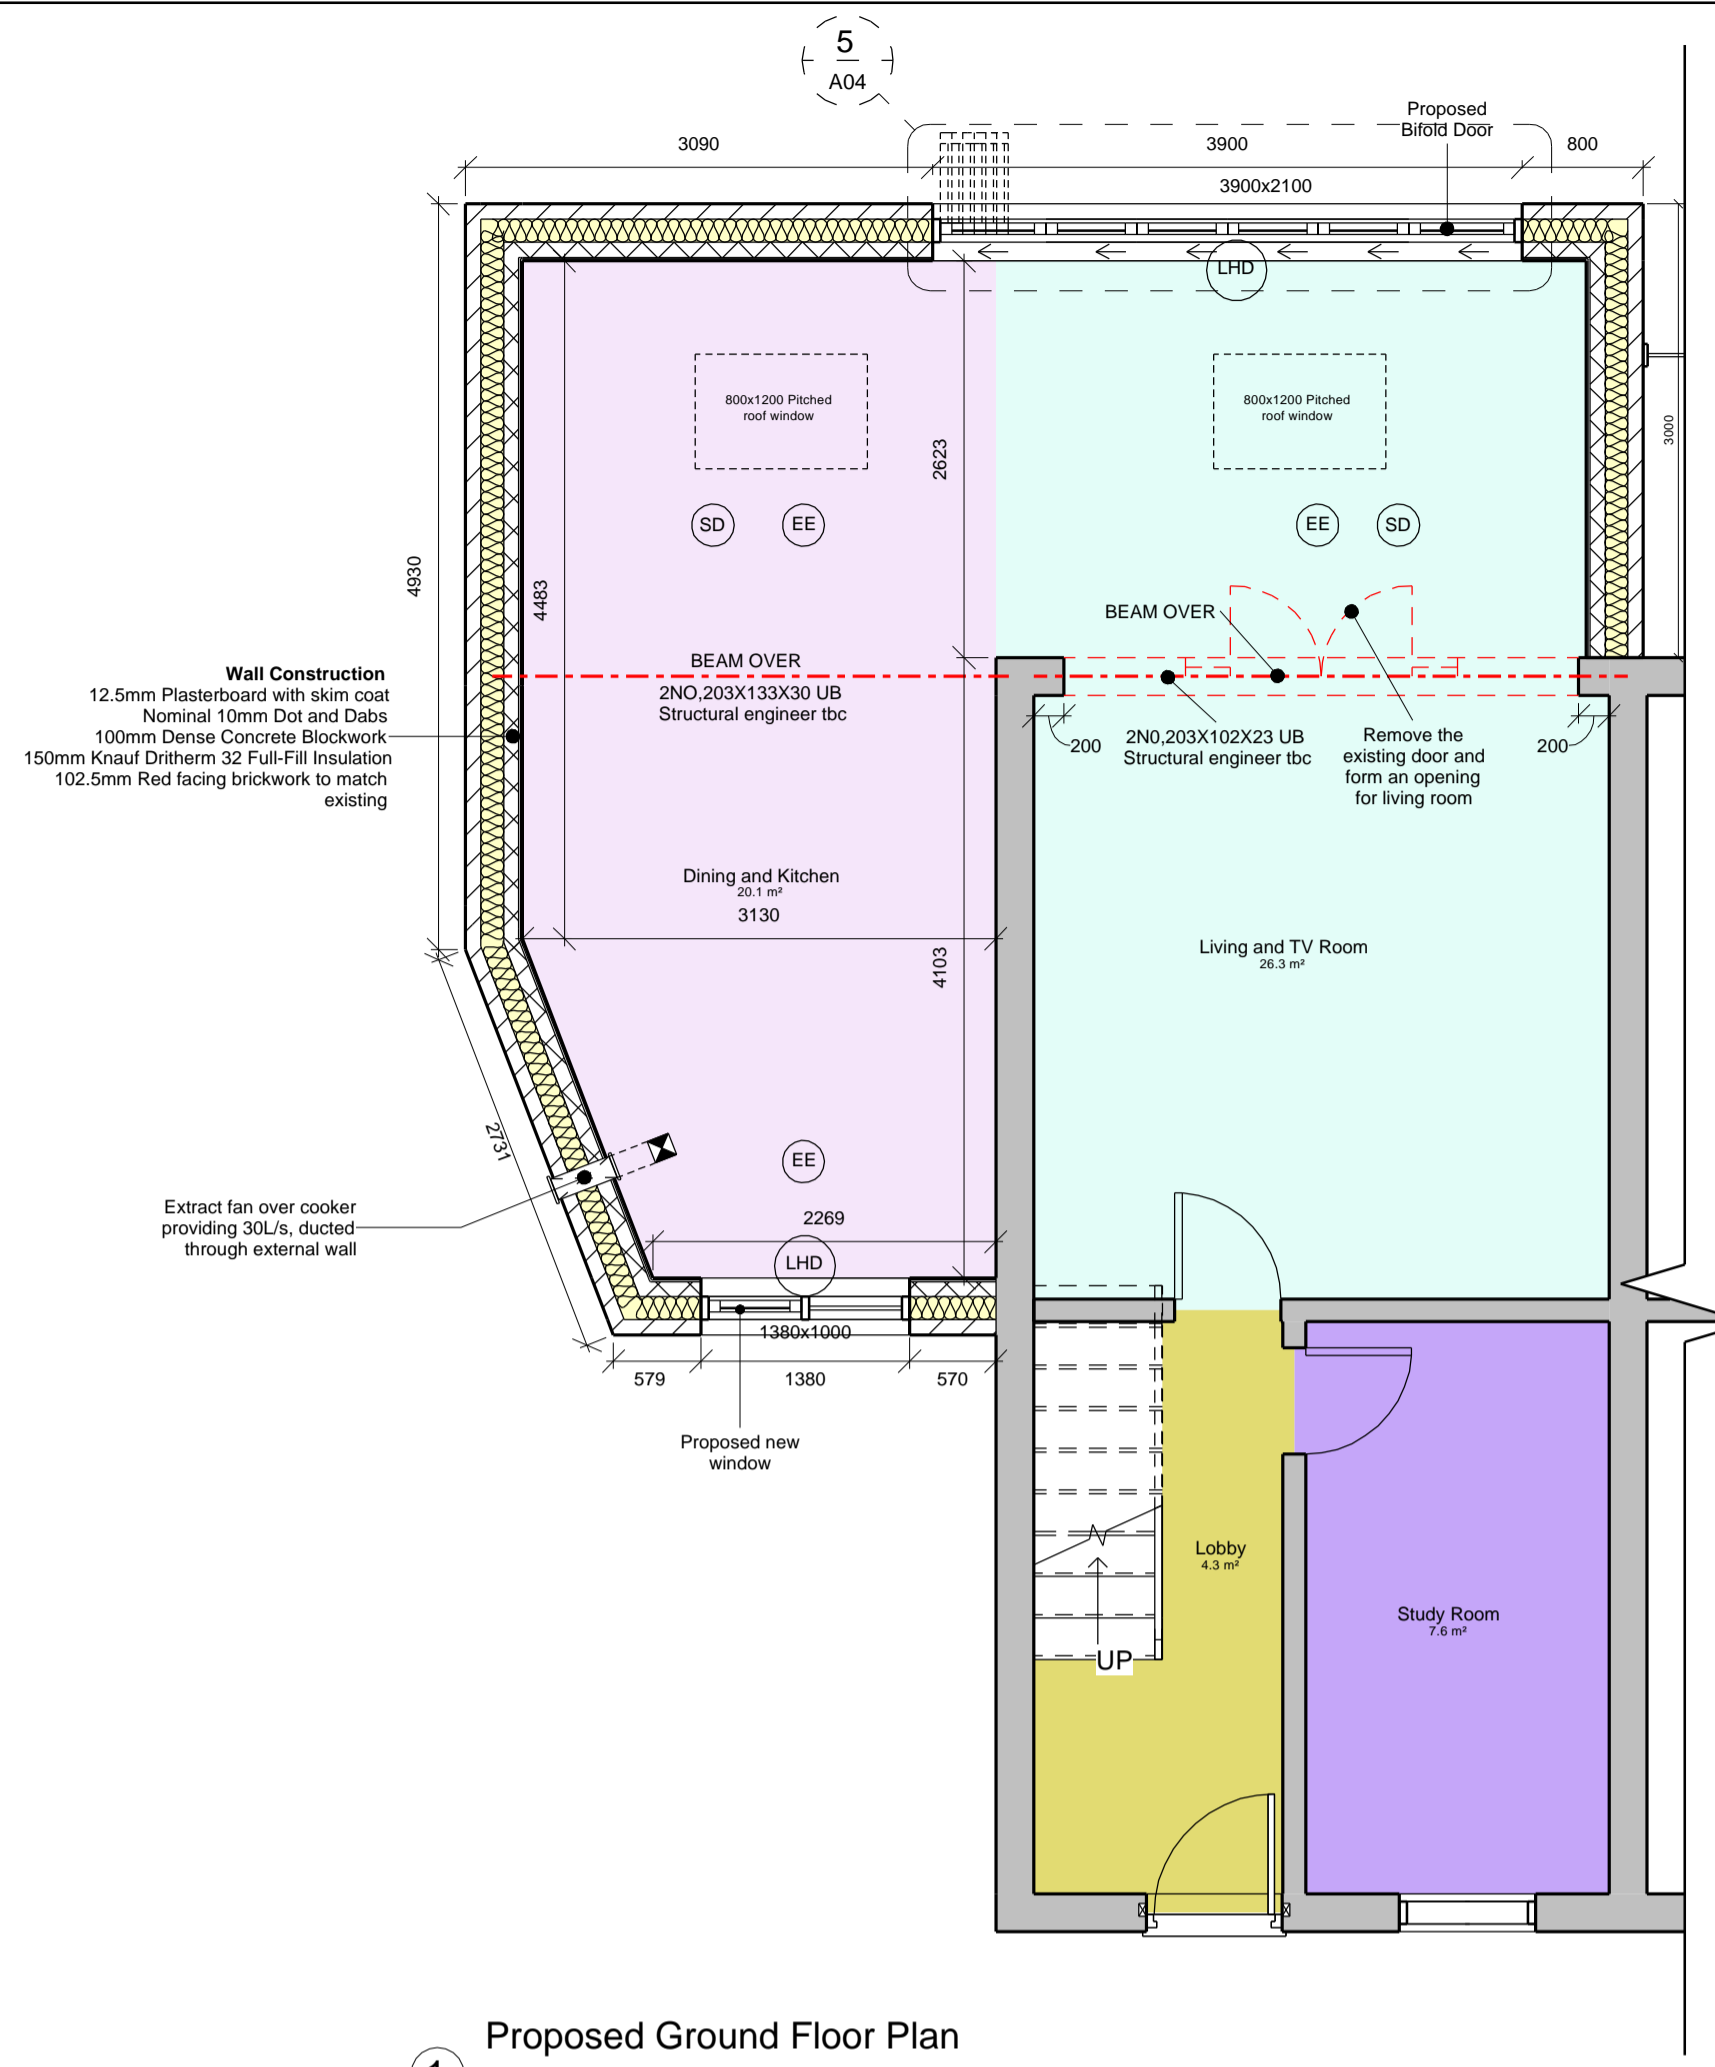 5
A04
Proposed
Bifold Door
3090
3900
800
3900x2100
LHD
800x1200 Pitched
roof window
800x1200 Pitched
roof window
3000
2623
SD
EE
EE
SD
4930
4483
BEAM OVER
BEAM OVER
2NO,203X133X30 UB
Structural engineer tbc
Wall Construction
12.5mm Plasterboard with skim coat
Nominal 10mm Dot and Dabs
100mm Dense Concrete Blockwork
150mm Knauf Dritherm 32 Full-Fill Insulation
102.5mm Red facing brickwork to match
existing
200
2N0,203X102X23 UB
Structural engineer tbc
Remove the
existing door and
form an opening
for living room
200
Dining and Kitchen
20.1 m²
3130
4103
Living and TV Room
26.3 m²
2731
EE
Extract fan over cooker
providing 30L/s, ducted
through external wall
2269
LHD
1380x1000
579
1380
570
Proposed new
window
Lobby
4.3 m²
UP
Study Room
7.6 m²
Proposed Ground Floor Plan
1